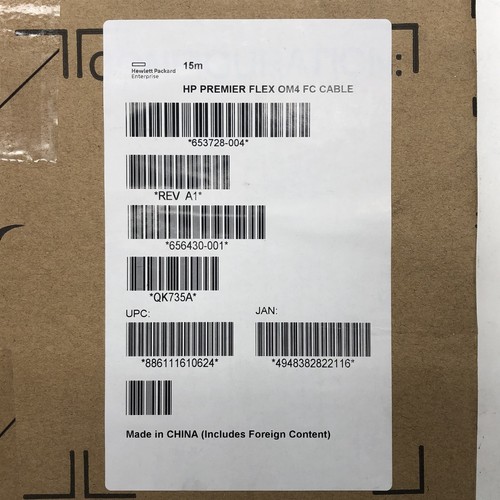 15m
Hewlett Packard
Enterprise
HP PREMIER FLEX OM4 FC CABLE
*653728-004*
*REV A1*
*656430-001*
*QK735A*
UPC: JAN:
*886111610624* *4948382822116*
Made in CHINA (Includes Foreign Content)